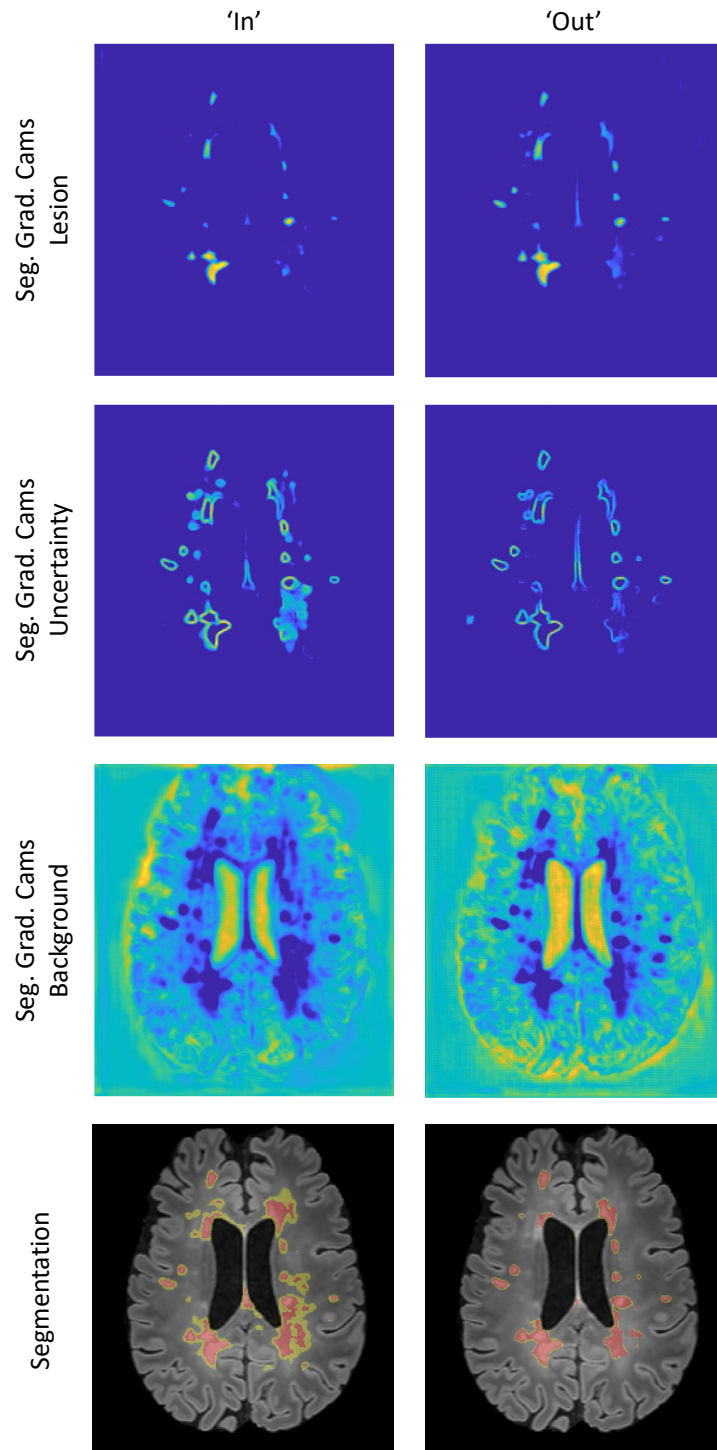 ‘In’
‘Out’
Seg. Grad. Cams
Lesion
Seg. Grad. Cams
Uncertainty
Seg. Grad. Cams
Background
Segmentation